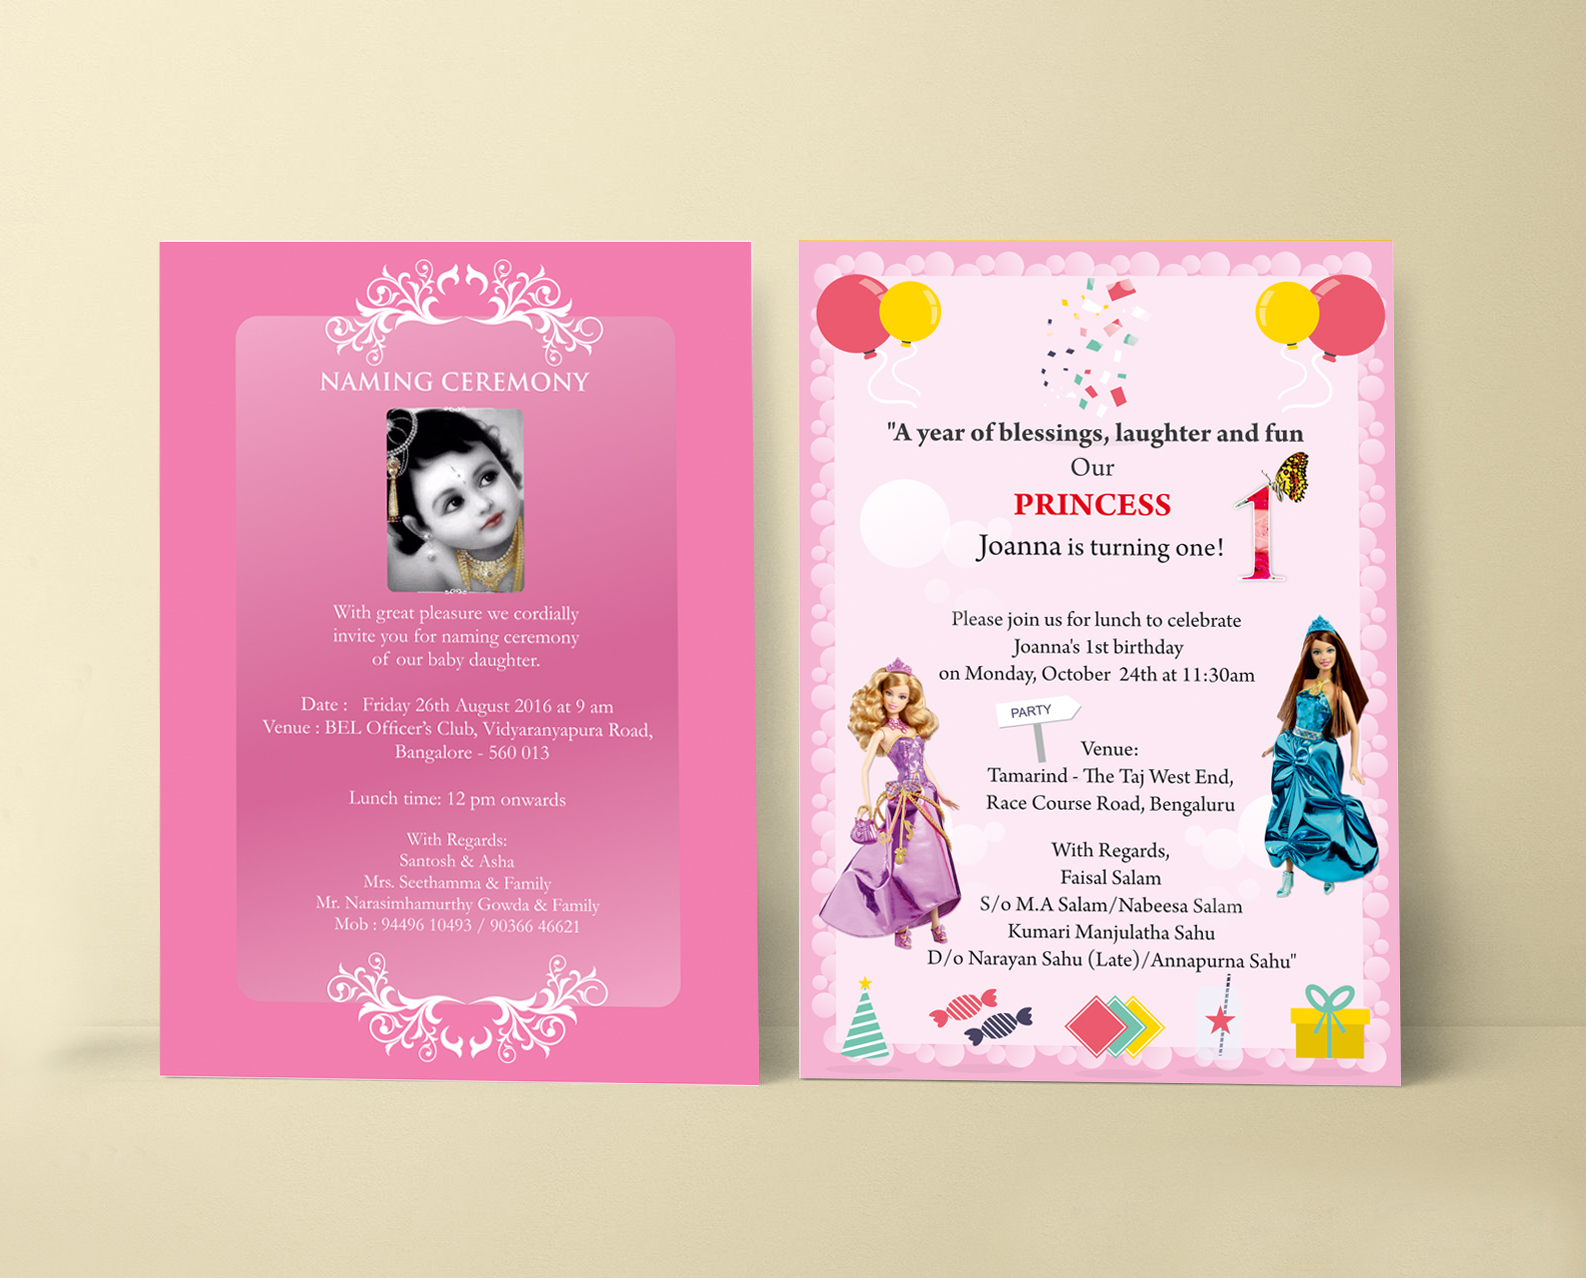 NAMING CEREMONY
With great pleasure we cordially
invite you for naming ceremony
of our baby daughter.
Date : Friday 26th August 2016 at 9 am
Venue : BEL Officer's Club, Vidyaranyapura Road,
Bangalore - 560 013
Lunch time: 12 pm onwards
With Regards:
Santosh & Asha
Mrs. Seethamma & Family
Mr. Narasimhamurthy Gowda & Family
Mob : 94496 10493 / 90366 46621
"A year of blessings, laughter and fun
Our
PRINCESS
Joanna is turning one!
1
Please join us for lunch to celebrate
Joanna's 1st birthday
on Monday, October 24th at 11:30am
PARTY
Venue:
Tamarind - The Taj West End,
Race Course Road, Bengaluru
With Regards,
Faisal Salam
S/o M.A Salam/Nabeesa Salam
Kumari Manjulatha Sahu
D/o Narayan Sahu (Late)/Annapurna Sahu"